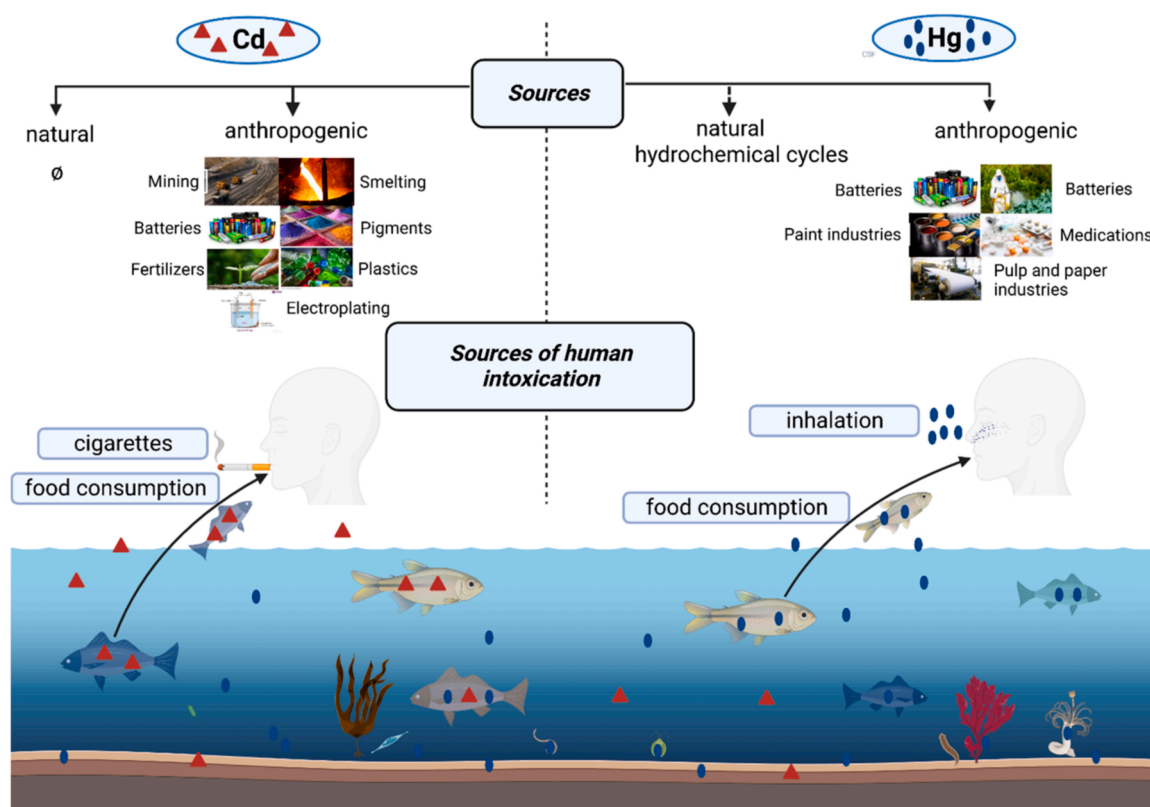 Cd
Hg
CSF
Sources
natural
ø
anthropogenic
natural
hydrochemical cycles
anthropogenic
Mining
Smelting
Batteries
Pigments
Fertilizers
Plastics
Electroplating
Batteries
Batteries
Paint industries
Medications
Pulp and paper
industries
Sources of human
intoxication
cigarettes
food consumption
inhalation
food consumption